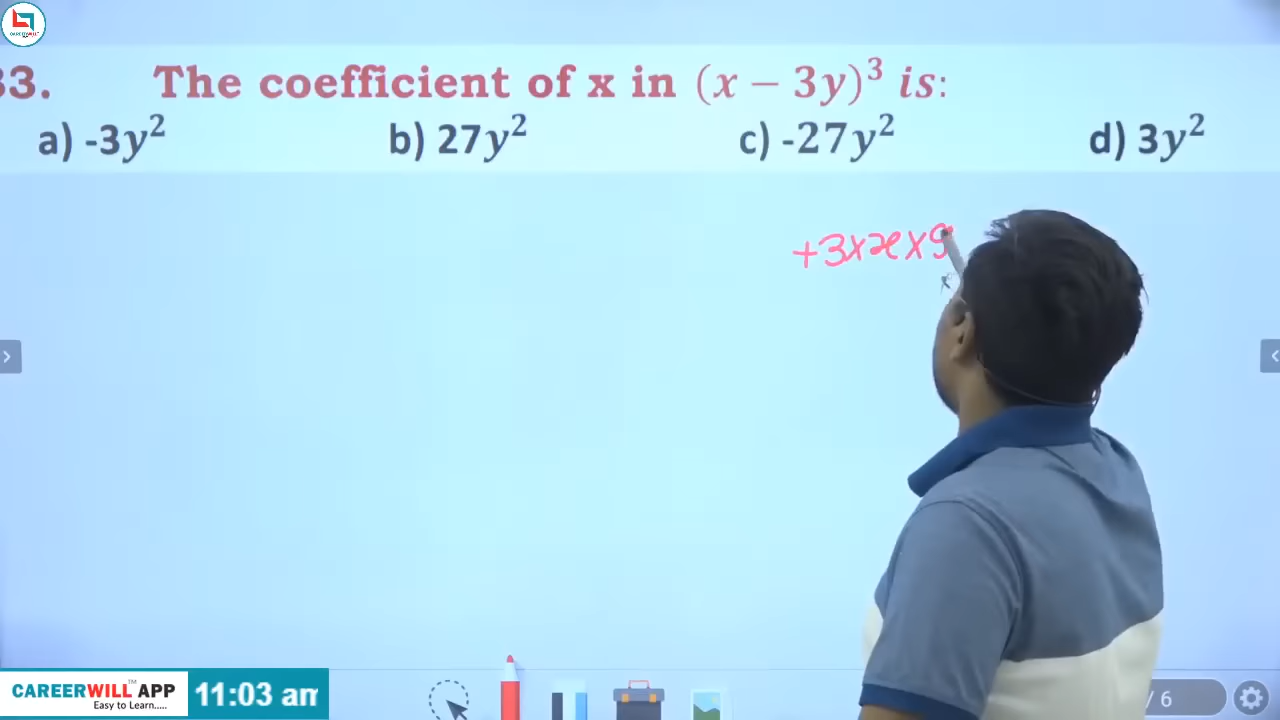 CAREERWILL
33. The coefficient of x in (x − 3y)³ is:
a) -3y² b) 27y² c) -27y² d) 3y²
+3×x×9
CAREERWILL™ APP
Easy to Learn.....
11:03 am
/ 6